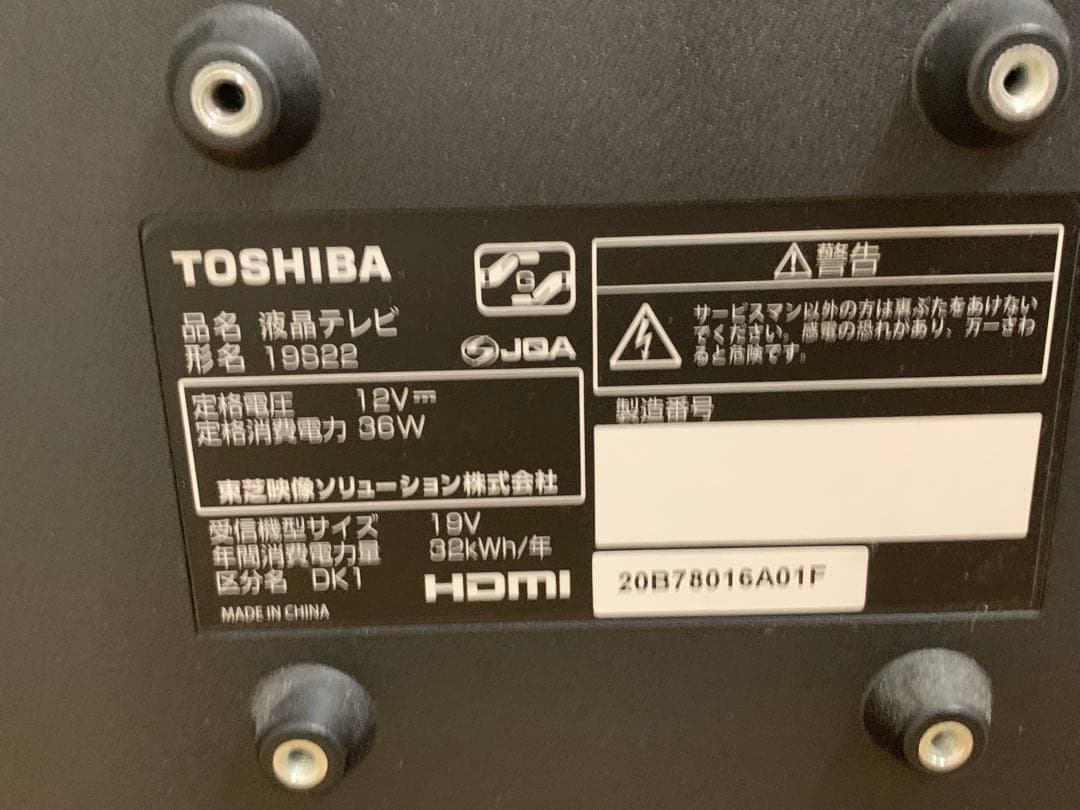 TOSHIBA
品名 液晶テレビ
形名 19S22
JQA
定格電圧 12V⎓
定格消費電力 36W
東芝映像ソリューション株式会社
受信機型サイズ 19V
年間消費電力量 32kWh/年
区分名 DK1
HDMI
MADE IN CHINA
⚠警告
サービスマン以外の方は裏ぶたをあけない
でください。感電の恐れがあり、万一さわ
ると危険です。
製造番号
20B78016A01F